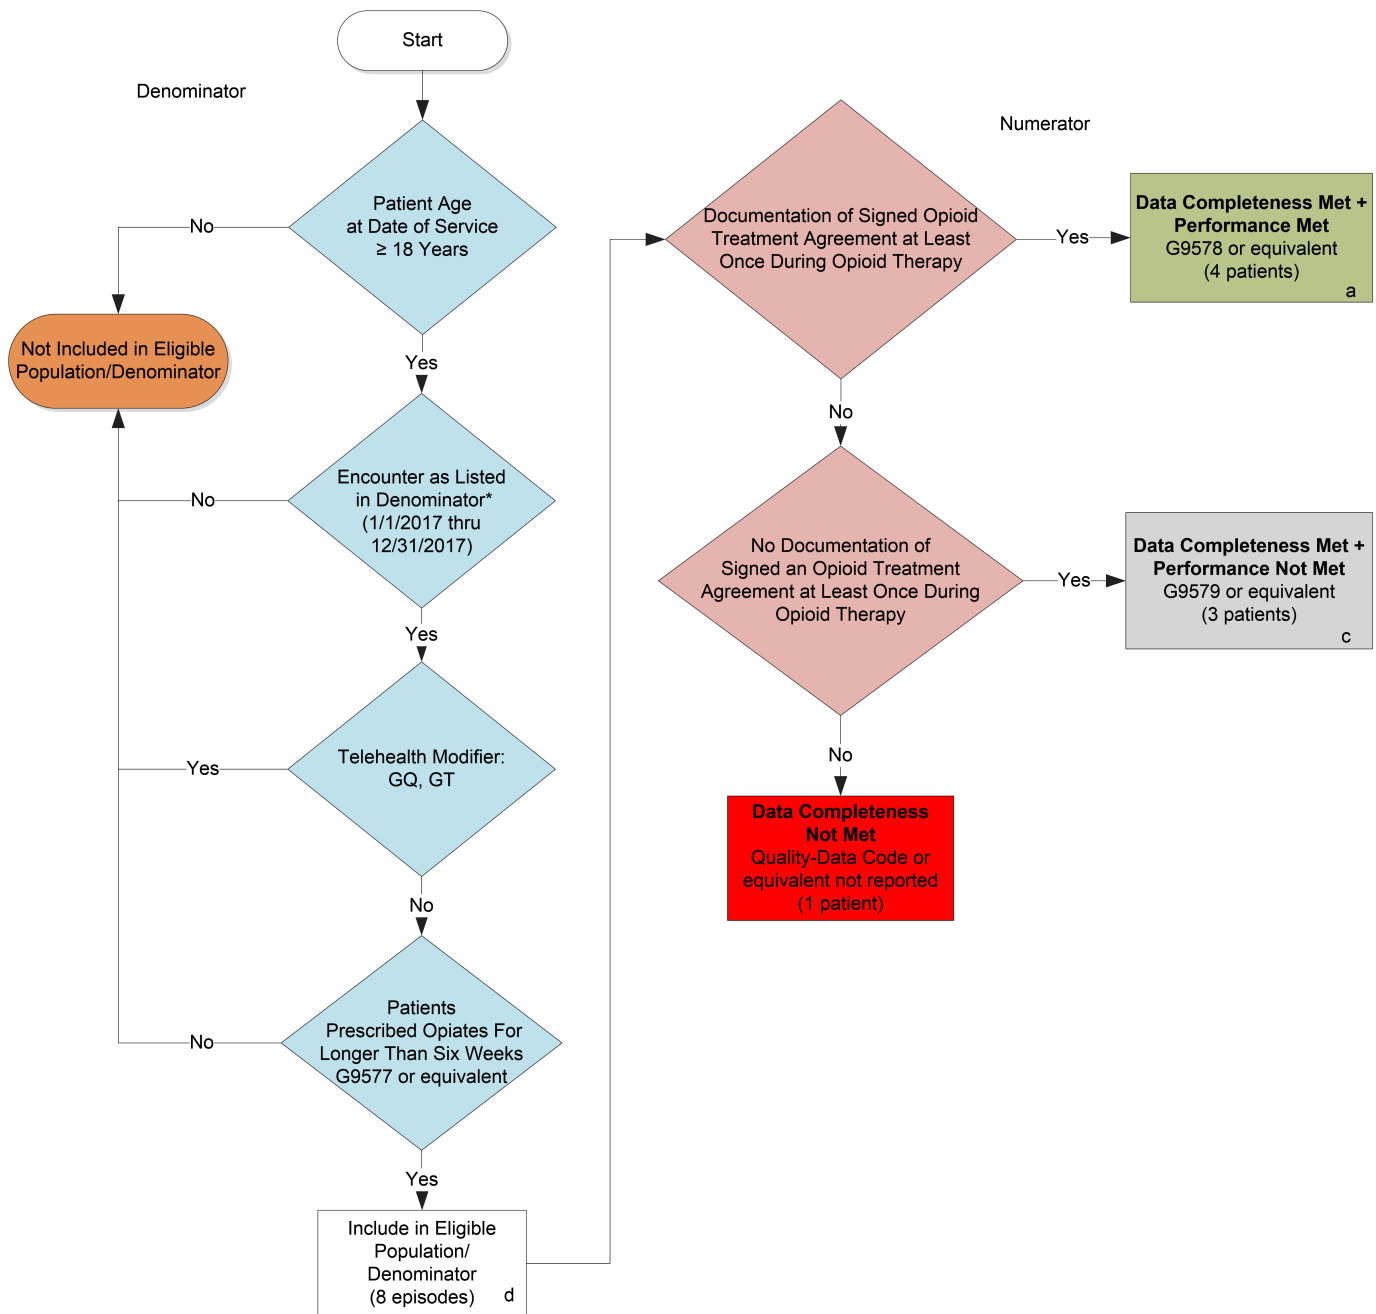 Start
Denominator
Patient Age
at Date of Service
≥ 18 Years
No
Not Included in Eligible
Population/Denominator
Yes
Encounter as Listed
in Denominator*
(1/1/2017 thru
12/31/2017)
No
Yes
Telehealth Modifier:
GQ, GT
Yes
No
Patients
Prescribed Opiates For
Longer Than Six Weeks
G9577 or equivalent
No
Yes
Include in Eligible
Population/
Denominator
(8 episodes)
d
Numerator
Documentation of Signed Opioid
Treatment Agreement at Least
Once During Opioid Therapy
Yes
Data Completeness Met +
Performance Met
G9578 or equivalent
(4 patients)
a
No
No Documentation of
Signed an Opioid Treatment
Agreement at Least Once During
Opioid Therapy
Yes
Data Completeness Met +
Performance Not Met
G9579 or equivalent
(3 patients)
c
No
Data Completeness
Not Met
Quality-Data Code or
equivalent not reported
(1 patient)